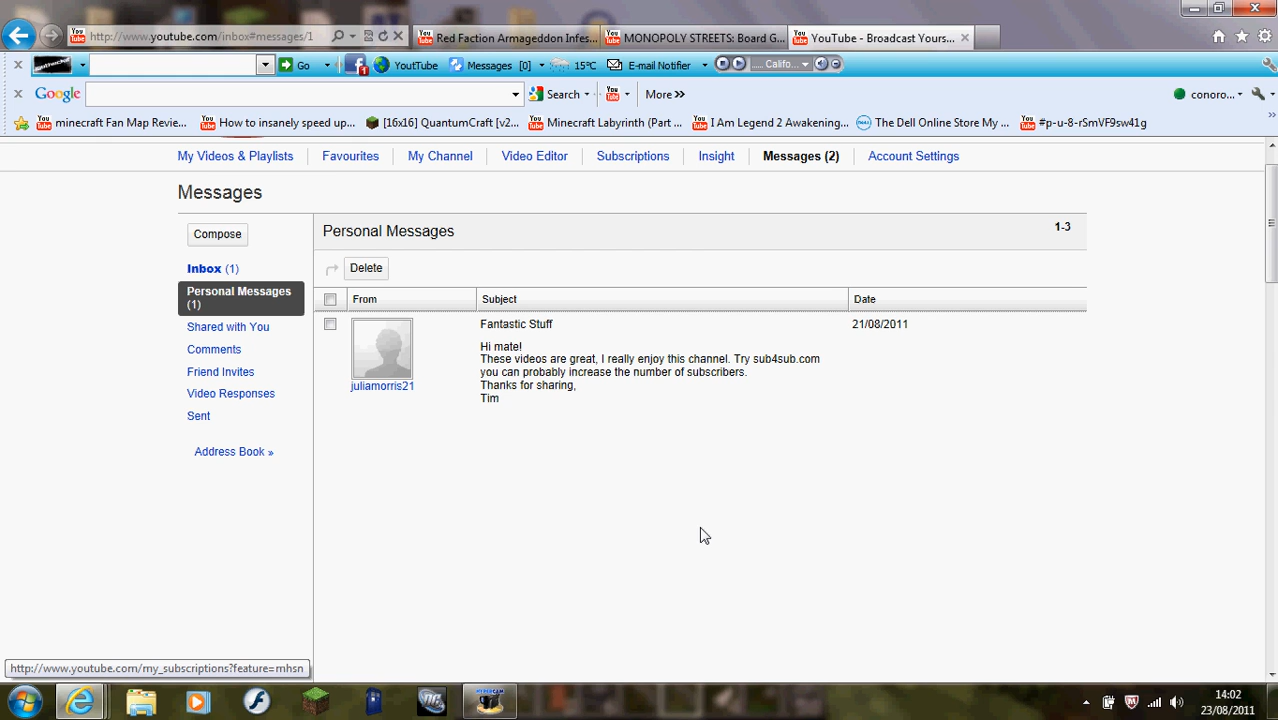 http://www.youtube.com/inbox#messages/1
Red Faction Armageddon Infes...
MONOPOLY STREETS: Board G...
YouTube - Broadcast Yours...
Go
YoutTube
Messages [0]
15°C
E-mail Notifier
..... Califo...
Google
Search
More »
conoro...
minecraft Fan Map Revie...
How to insanely speed up...
[16x16] QuantumCraft [v2...
Minecraft Labyrinth (Part ...
I Am Legend 2 Awakening...
The Dell Online Store My ...
#p-u-8-rSmVF9sw41g
My Videos & Playlists
Favourites
My Channel
Video Editor
Subscriptions
Insight
Messages (2)
Account Settings
Messages
Compose
Personal Messages
1-3
Inbox (1)
Delete
Personal Messages
(1)
From
Subject
Date
Shared with You
Comments
Friend Invites
Video Responses
Sent
Address Book »
Fantastic Stuff
21/08/2011
Hi mate!
These videos are great, I really enjoy this channel. Try sub4sub.com
you can probably increase the number of subscribers.
Thanks for sharing,
Tim
juliamorris21
http://www.youtube.com/my_subscriptions?feature=mhsn
14:02
23/08/2011